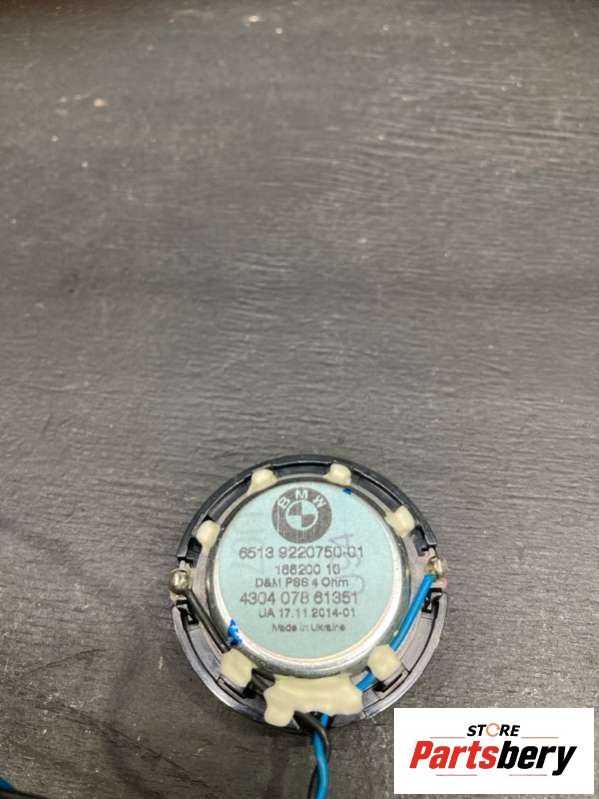 BMW
6513 9220750-01
166200 10
D&M PSS 4 Ohm
4304 078 61351
UA 17.11.2014-01
Made in Ukraine
STORE
Partsbery